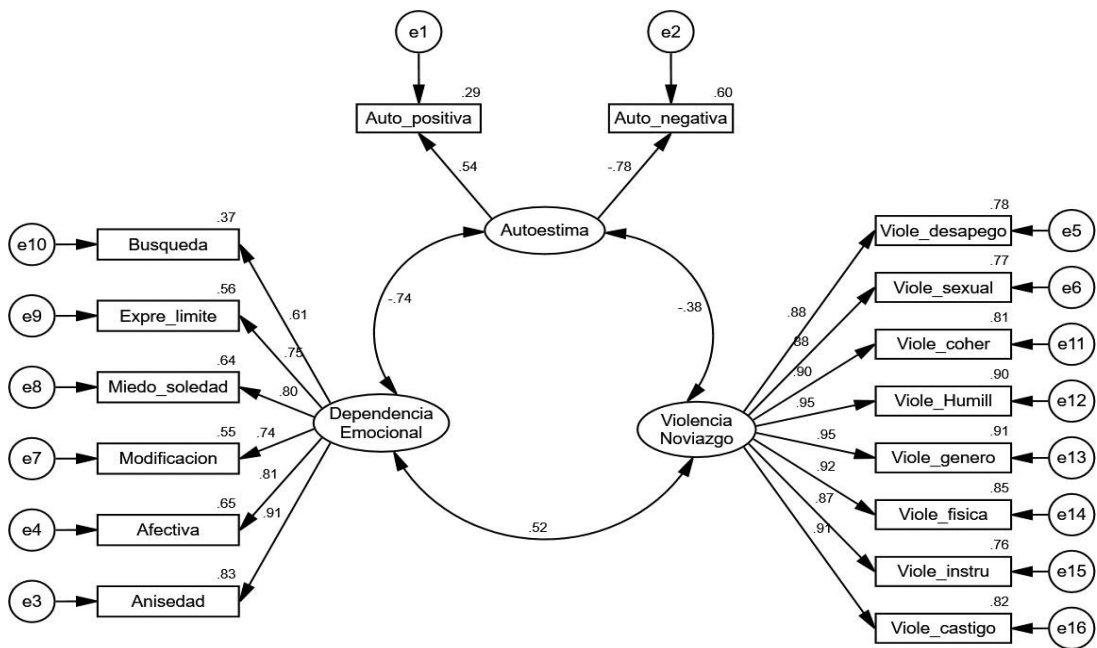 e1
e2
.29
.60
Auto_positiva
Auto_negativa
.54
-.78
Autoestima
-.74
-.38
.52
.37
e10
Busqueda
.56
e9
Expre_limite
.64
e8
Miedo_soledad
.55
e7
Modificacion
.65
e4
Afectiva
.83
e3
Anisedad
.61
.75
.80
.74
.81
.91
Dependencia
Emocional
Violencia
Noviazgo
.88
.88
.90
.95
.95
.92
.87
.91
.78
Viole_desapego
e5
.77
Viole_sexual
e6
.81
Viole_coher
e11
.90
Viole_Humill
e12
.91
Viole_genero
e13
.85
Viole_fisica
e14
.76
Viole_instru
e15
.82
Viole_castigo
e16